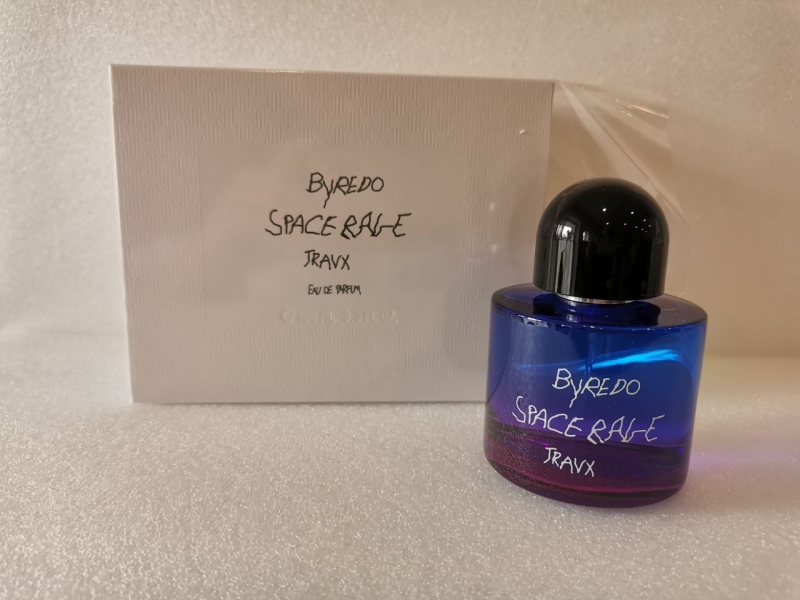 BYREDO
SPACE RAGE
TRAVX
EAU DE PARFUM
BYREDO
SPACE RAGE
TRAVX